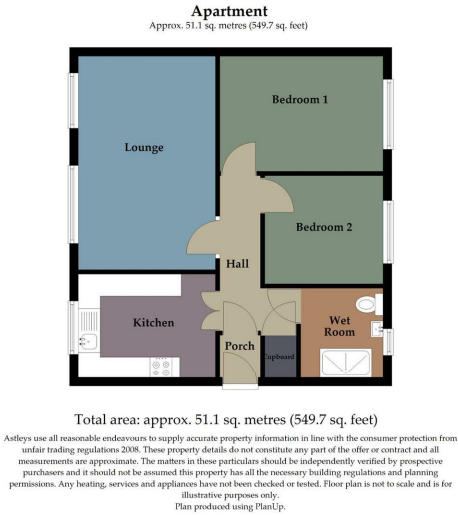 Apartment
Approx. 51.1 sq. metres (549.7 sq. feet)
Bedroom 1
Lounge
Bedroom 2
Hall
Kitchen
Wet
Room
Porch
Cupboard
Total area: approx. 51.1 sq. metres (549.7 sq. feet)
Astleys use all reasonable endeavours to supply accurate property information in line with the consumer protection from
unfair trading regulations 2008. These property details do not constitute any part of the offer or contract and all
measurements are approximate. The matters in these particulars should be independently verified by prospective
purchasers and it should not be assumed this property has all the necessary building regulations and planning
permissions. Any heating, services and appliances have not been checked or tested. Floor plan is not to scale and is for
illustrative purposes only.
Plan produced using PlanUp.